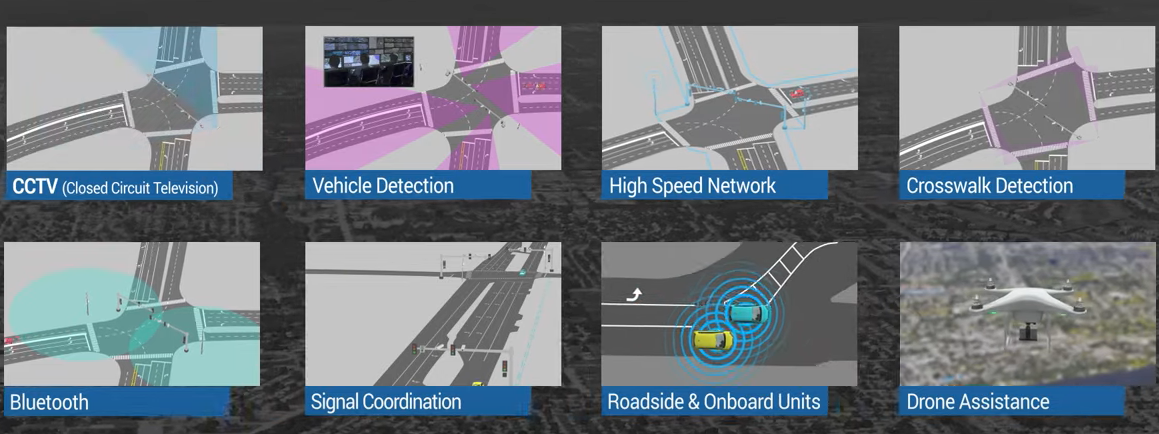 CCTV (Closed Circuit Television)
Vehicle Detection
High Speed Network
Crosswalk Detection
Bluetooth
Signal Coordination
Roadside & Onboard Units
Drone Assistance